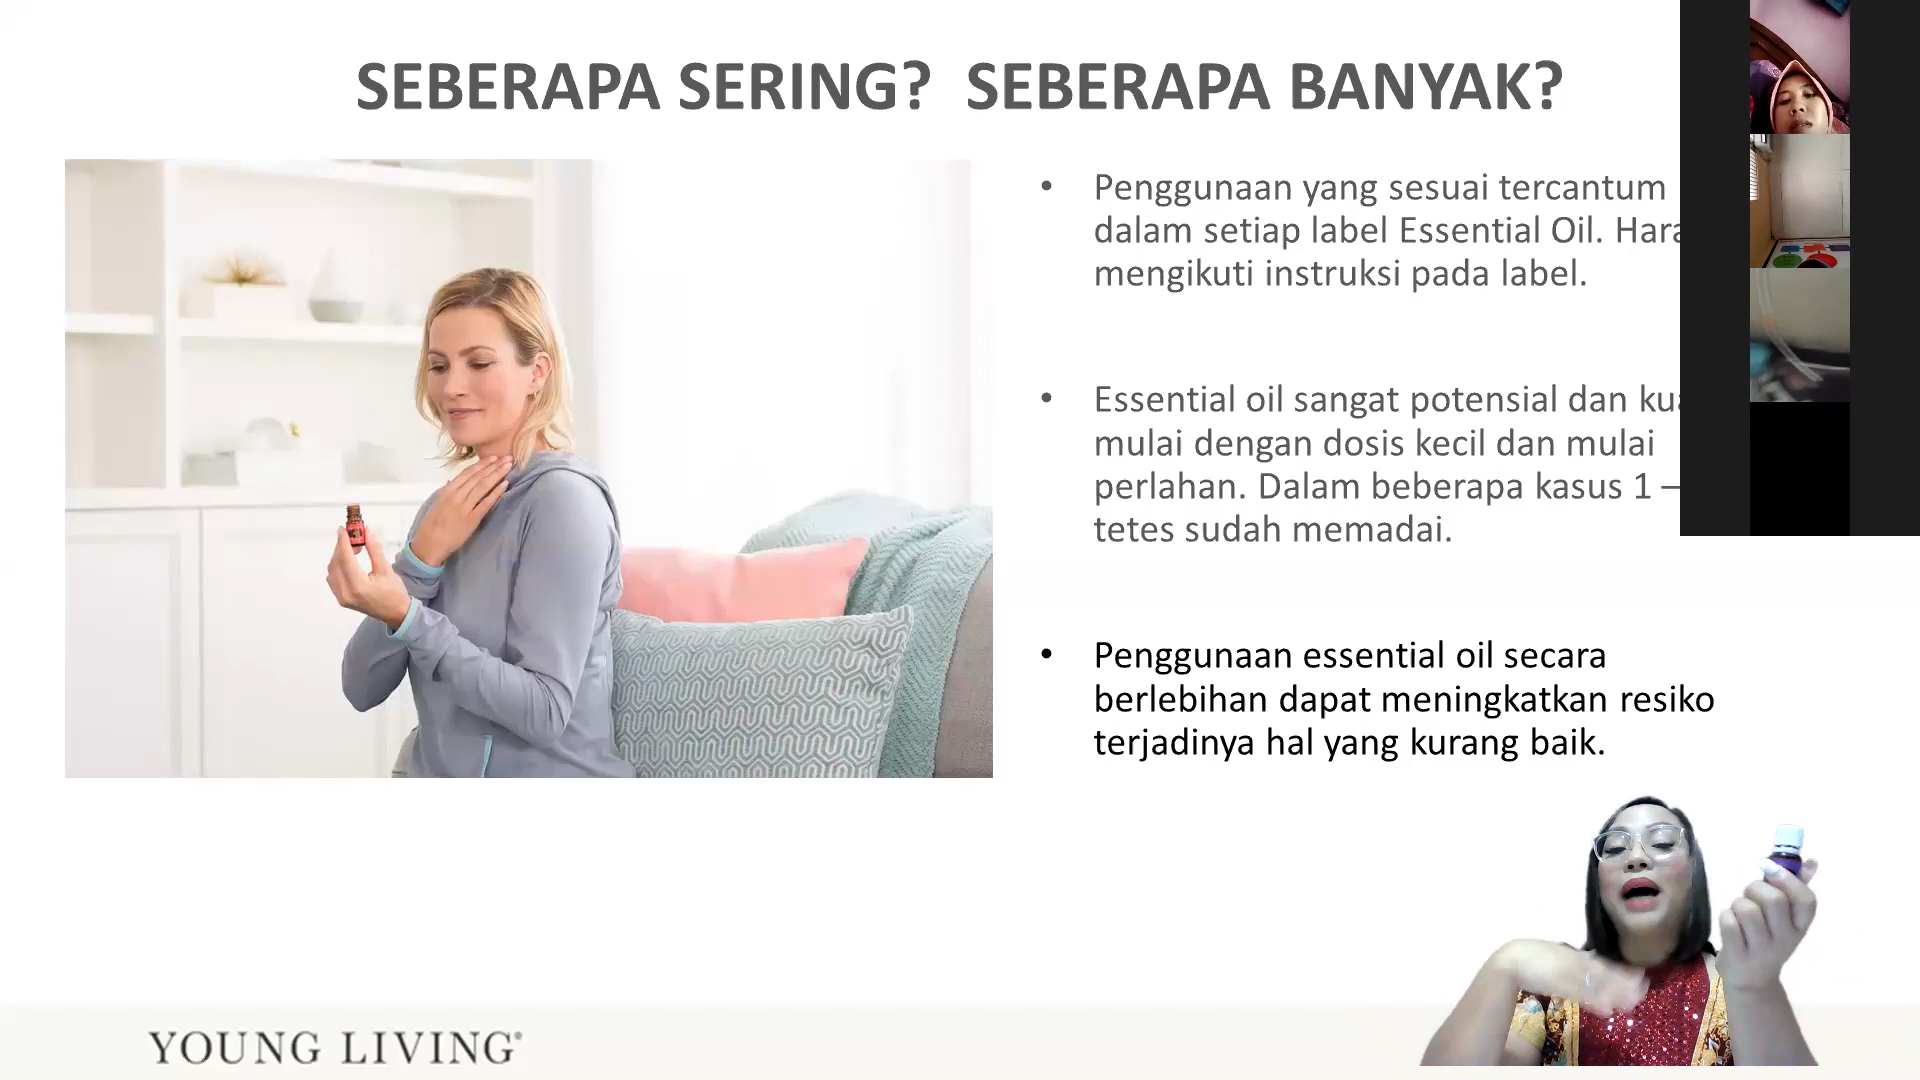 SEBERAPA SERING? SEBERAPA BANYAK?
• Penggunaan yang sesuai tercantum
dalam setiap label Essential Oil.
mengikuti instruksi pada label.
• Essential oil sangat potensial dan
mulai dengan dosis kecil dan mulai
perlahan. Dalam beberapa kasus 1 –
tetes sudah memadai.
• Penggunaan essential oil secara
berlebihan dapat meningkatkan resiko
terjadinya hal yang kurang baik.
YOUNG LIVING®